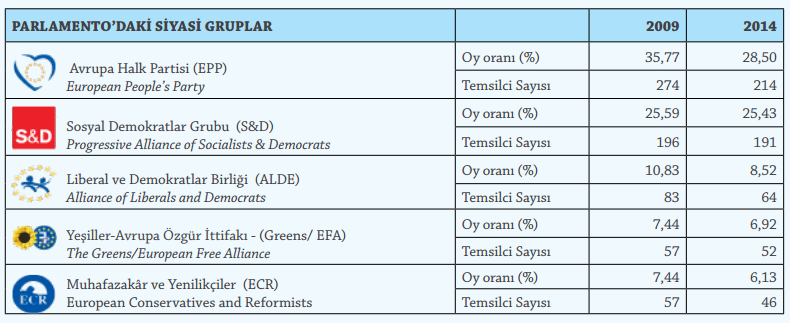 PARLAMENTO’DAKİ SİYASİ GRUPLAR 2009 2014
Avrupa Halk Partisi (EPP)
European People’s Party
Oy oranı (%) 35,77 28,50
Temsilci Sayısı 274 214
S&D
Sosyal Demokratlar Grubu (S&D)
Progressive Alliance of Socialists & Democrats
Oy oranı (%) 25,59 25,43
Temsilci Sayısı 196 191
Liberal ve Demokratlar Birliği (ALDE)
Alliance of Liberals and Democrats
Oy oranı (%) 10,83 8,52
Temsilci Sayısı 83 64
Yeşiller-Avrupa Özgür İttifakı - (Greens/ EFA)
The Greens/European Free Alliance
Oy oranı (%) 7,44 6,92
Temsilci Sayısı 57 52
ECR
Muhafazakâr ve Yenilikçiler (ECR)
European Conservatives and Reformists
Oy oranı (%) 7,44 6,13
Temsilci Sayısı 57 46